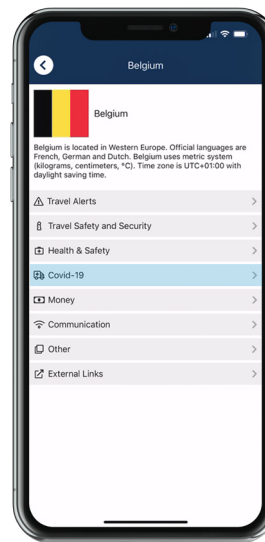 Belgium
Belgium
Belgium is located in Western Europe. Official languages are
French, German and Dutch. Belgium uses metric system
(kilograms, centimeters, °C). Time zone is UTC+01:00 with
daylight saving time.
Travel Alerts
Travel Safety and Security
Health & Safety
Covid-19
Money
Communication
Other
External Links